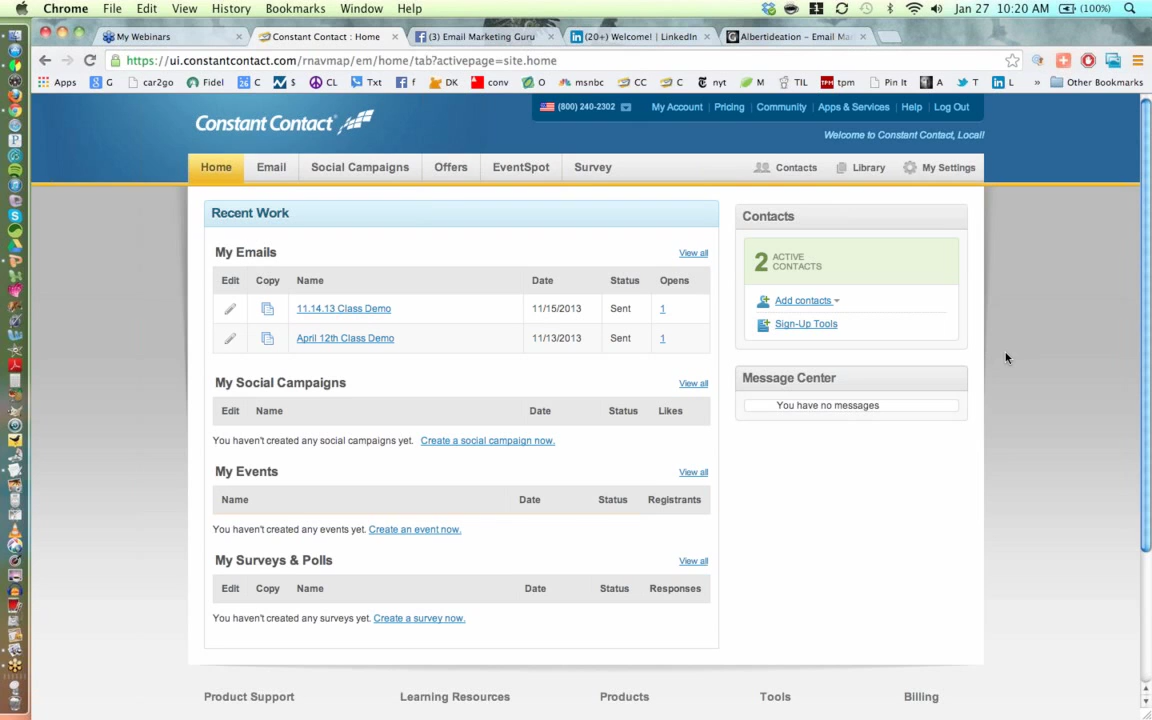 Chrome File Edit View History Bookmarks Window Help Jan 27 10:20 AM (100%)
My Webinars Constant Contact : Home (3) Email Marketing Guru (20+) Welcome! | LinkedIn Albertideation – Email Ma
https://ui.constantcontact.com/rnavmap/em/home/tab?activepage=site.home
Apps G car2go Fidel C S CL Txt f DK conv O msnbc CC C nyt M TIL tpm Pin It A T L » Other Bookmarks
(800) 240-2302 My Account Pricing Community Apps & Services Help Log Out
Constant Contact
Welcome to Constant Contact, Local!
Home Email Social Campaigns Offers EventSpot Survey Contacts Library My Settings
Recent Work
My Emails View all
Edit Copy Name Date Status Opens
11.14.13 Class Demo 11/15/2013 Sent 1
April 12th Class Demo 11/13/2013 Sent 1
My Social Campaigns View all
Edit Name Date Status Likes
You haven't created any social campaigns yet. Create a social campaign now.
My Events View all
Name Date Status Registrants
You haven't created any events yet. Create an event now.
My Surveys & Polls View all
Edit Copy Name Date Status Responses
You haven't created any surveys yet. Create a survey now.
Contacts
2 ACTIVE
CONTACTS
Add contacts
Sign-Up Tools
Message Center
You have no messages
Product Support Learning Resources Products Tools Billing